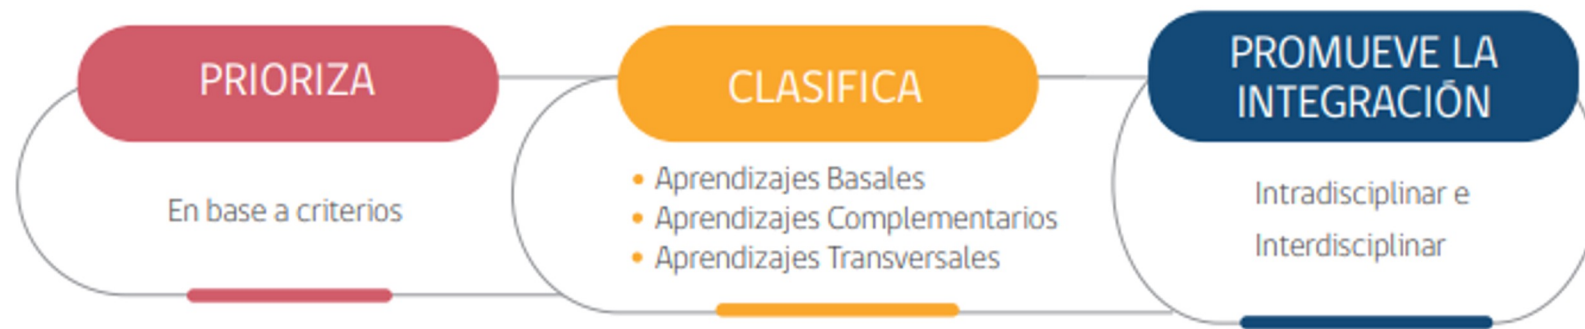 PRIORIZA
En base a criterios
CLASIFICA
• Aprendizajes Basales
• Aprendizajes Complementarios
• Aprendizajes Transversales
PROMUEVE LA
INTEGRACIÓN
Intradisciplinar e
Interdisciplinar